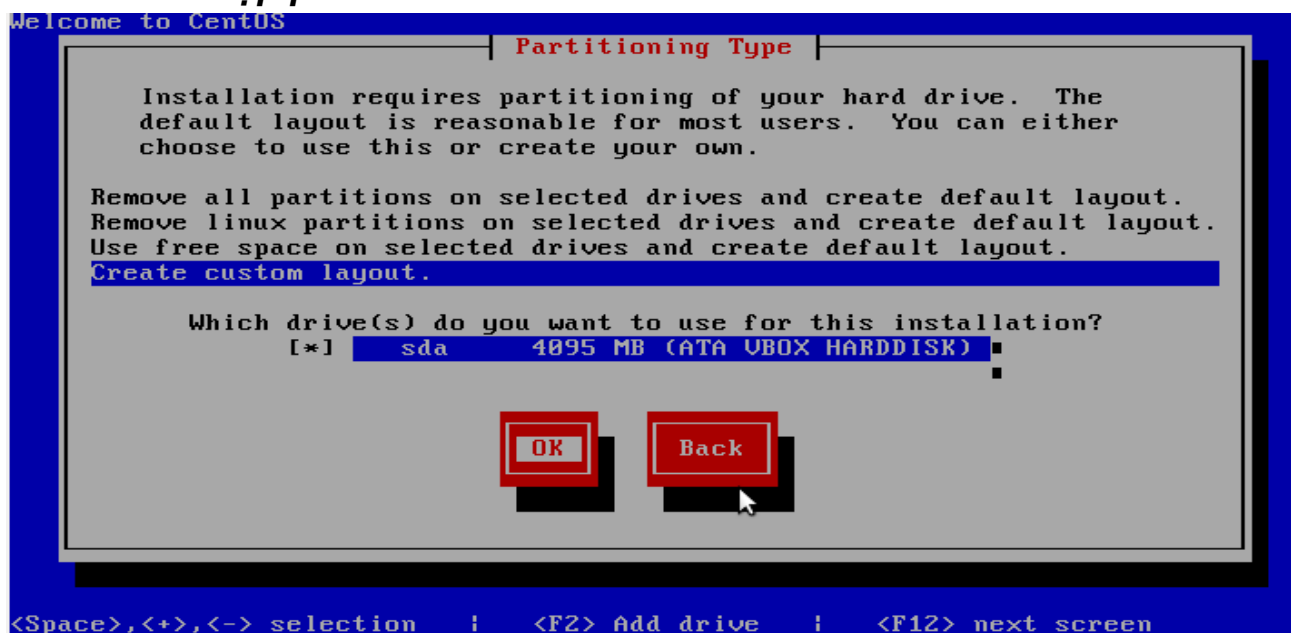 Welcome to CentOS
Partitioning Type
Installation requires partitioning of your hard drive. The
default layout is reasonable for most users. You can either
choose to use this or create your own.
Remove all partitions on selected drives and create default layout.
Remove linux partitions on selected drives and create default layout.
Use free space on selected drives and create default layout.
Create custom layout.
Which drive(s) do you want to use for this installation?
[*] sda 4095 MB (ATA VBOX HARDDISK)
OK Back
<Space>,<+>,<-> selection | <F2> Add drive | <F12> next screen